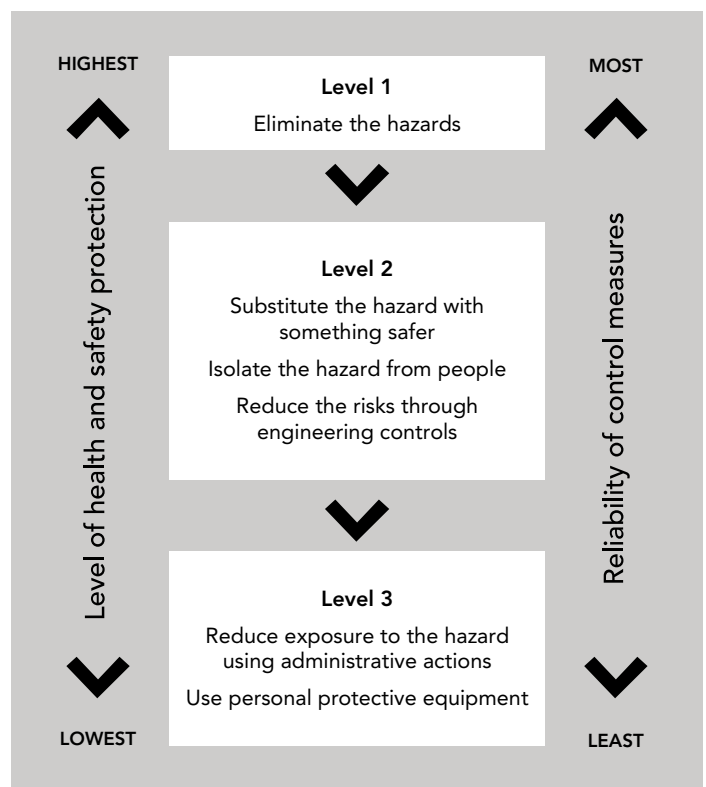 HIGHEST
MOST
Level of health and safety protection
Reliability of control measures
Level 1
Eliminate the hazards
Level 2
Substitute the hazard with
something safer
Isolate the hazard from people
Reduce the risks through
engineering controls
Level 3
Reduce exposure to the hazard
using administrative actions
Use personal protective equipment
LOWEST
LEAST